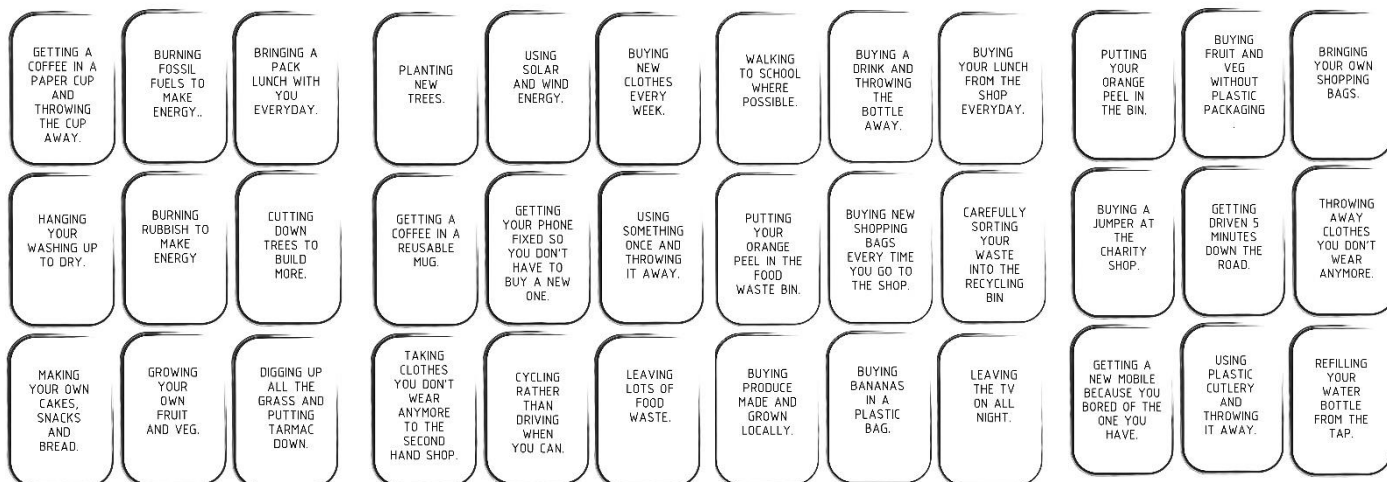 GETTING A
COFFEE IN A
PAPER CUP
AND
THROWING
THE CUP
AWAY.
BURNING
FOSSIL
FUELS TO
MAKE
ENERGY..
BRINGING A
PACK
LUNCH WITH
YOU
EVERYDAY.
PLANTING
NEW
TREES.
USING
SOLAR
AND WIND
ENERGY.
BUYING
NEW
CLOTHES
EVERY
WEEK.
WALKING
TO SCHOOL
WHERE
POSSIBLE.
BUYING A
DRINK AND
THROWING
THE
BOTTLE
AWAY.
BUYING
YOUR LUNCH
FROM THE
SHOP
EVERYDAY.
PUTTING
YOUR
ORANGE
PEEL IN
THE BIN.
BUYING
FRUIT AND
VEG
WITHOUT
PLASTIC
PACKAGING
.
BRINGING
YOUR OWN
SHOPPING
BAGS.
HANGING
YOUR
WASHING UP
TO DRY.
BURNING
RUBBISH TO
MAKE
ENERGY
CUTTING
DOWN
TREES TO
BUILD
MORE.
GETTING A
COFFEE IN A
REUSABLE
MUG.
GETTING
YOUR PHONE
FIXED SO
YOU DON'T
HAVE TO
BUY A NEW
ONE.
USING
SOMETHING
ONCE AND
THROWING
IT AWAY.
PUTTING
YOUR
ORANGE
PEEL IN THE
FOOD
WASTE BIN.
BUYING NEW
SHOPPING
BAGS
EVERY TIME
YOU GO TO
THE SHOP.
CAREFULLY
SORTING
YOUR
WASTE
INTO THE
RECYCLING
BIN
BUYING A
JUMPER AT
THE
CHARITY
SHOP.
GETTING
DRIVEN 5
MINUTES
DOWN THE
ROAD.
THROWING
AWAY
CLOTHES
YOU DON'T
WEAR
ANYMORE.
MAKING
YOUR OWN
CAKES,
SNACKS
AND
BREAD.
GROWING
YOUR
OWN
FRUIT
AND VEG.
DIGGING UP
ALL THE
GRASS AND
PUTTING
TARMAC
DOWN.
TAKING
CLOTHES
YOU DON'T
WEAR
ANYMORE
TO THE
SECOND
HAND SHOP.
CYCLING
RATHER
THAN
DRIVING
WHEN
YOU CAN.
LEAVING
LOTS OF
FOOD
WASTE.
BUYING
PRODUCE
MADE AND
GROWN
LOCALLY.
BUYING
BANANAS
IN A
PLASTIC
BAG.
LEAVING
THE TV
ON ALL
NIGHT.
GETTING A
NEW MOBILE
BECAUSE YOU
BORED OF THE
ONE YOU
HAVE.
USING
PLASTIC
CUTLERY
AND
THROWING
IT AWAY.
REFILLING
YOUR
WATER
BOTTLE
FROM THE
TAP.